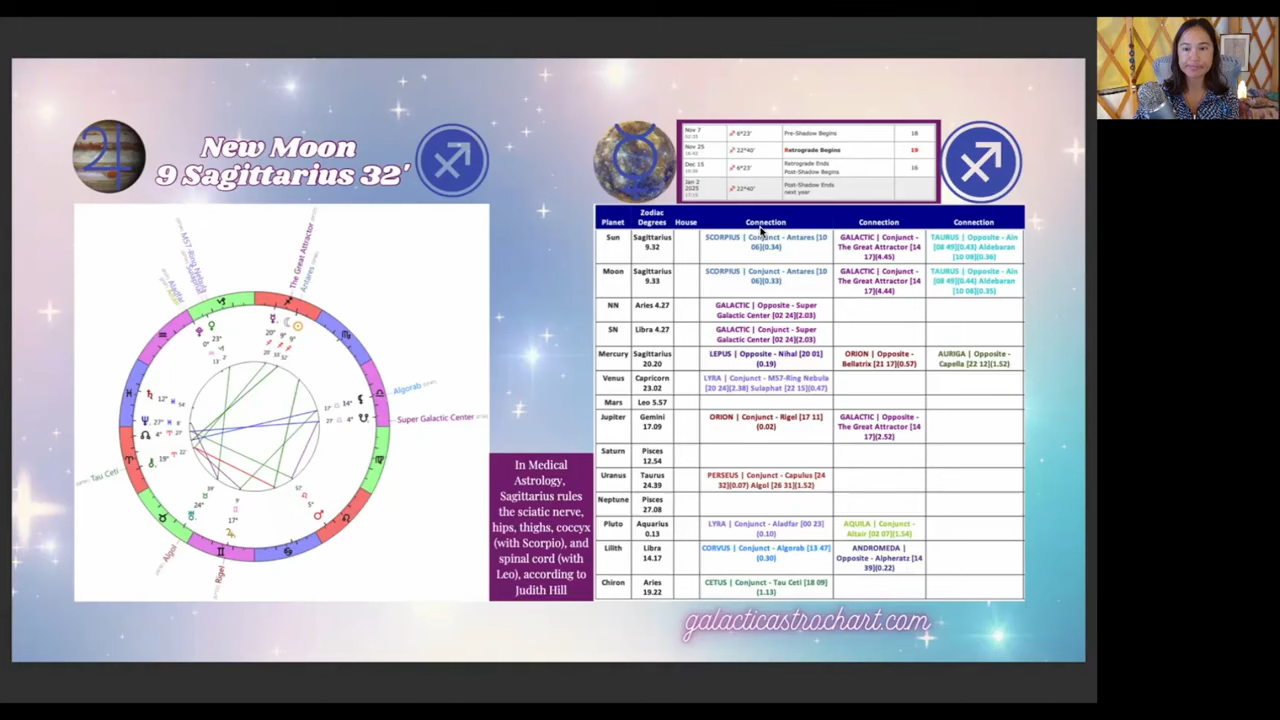 New Moon
9 Sagittarius 32'
Nov 7
♐ 6°23'
Pre-Shadow Begins
18
Nov 25
♐ 22°40'
Retrograde Begins
19
Dec 15
♐ 6°23'
Retrograde Ends
Post-Shadow Begins
16
Jan 2
2025
♐ 22°40'
Post-Shadow Ends
next year
M57-Ring Nebula
The Great Attractor
Antares
Algorab
Super Galactic Center
Tau Ceti
Algol
Rigel
In Medical
Astrology,
Sagittarius rules
the sciatic nerve,
hips, thighs, coccyx
(with Scorpio), and
spinal cord (with
Leo), according to
Judith Hill
Planet
Zodiac
Degrees
House
Connection
Connection
Connection
Sun
Sagittarius
9.32
SCORPIUS | Conjunct - Antares [10
06](0.34)
GALACTIC | Conjunct -
The Great Attractor [14
17](4.45)
TAURUS | Opposite - Ain
[08 49](0.43) Aldebaran
[10 08](0.36)
Moon
Sagittarius
9.33
SCORPIUS | Conjunct - Antares [10
06](0.33)
GALACTIC | Conjunct -
The Great Attractor [14
17](4.44)
TAURUS | Opposite - Ain
[08 49](0.44) Aldebaran
[10 08](0.35)
NN
Aries 4.27
GALACTIC | Opposite - Super
Galactic Center [02 24](2.03)
SN
Libra 4.27
GALACTIC | Conjunct - Super
Galactic Center [02 24](2.03)
Mercury
Sagittarius
20.20
LEPUS | Opposite - Nihal [20 01]
(0.19)
ORION | Opposite -
Bellatrix [21 17](0.57)
AURIGA | Opposite -
Capella [22 12](1.52)
Venus
Capricorn
23.02
LYRA | Conjunct - M57-Ring Nebula
[20 24](2.38) Sulaphat [22 15](0.47)
Mars
Leo 5.57
Jupiter
Gemini
17.09
ORION | Conjunct - Rigel [17 11]
(0.02)
GALACTIC | Opposite -
The Great Attractor [14
17](2.52)
Saturn
Pisces
12.54
Uranus
Taurus
24.39
PERSEUS | Conjunct - Capulus [24
32](0.07) Algol [26 31](1.52)
Neptune
Pisces
27.08
Pluto
Aquarius
0.13
LYRA | Conjunct - Aladfar [00 23]
(0.10)
AQUILA | Conjunct -
Altair [02 07](1.54)
Lilith
Libra
14.17
CORVUS | Conjunct - Algorab [13 47]
(0.30)
ANDROMEDA |
Opposite - Alpheratz [14
39](0.22)
Chiron
Aries
19.22
CETUS | Conjunct - Tau Ceti [18 09]
(1.13)
galacticastrochart.com